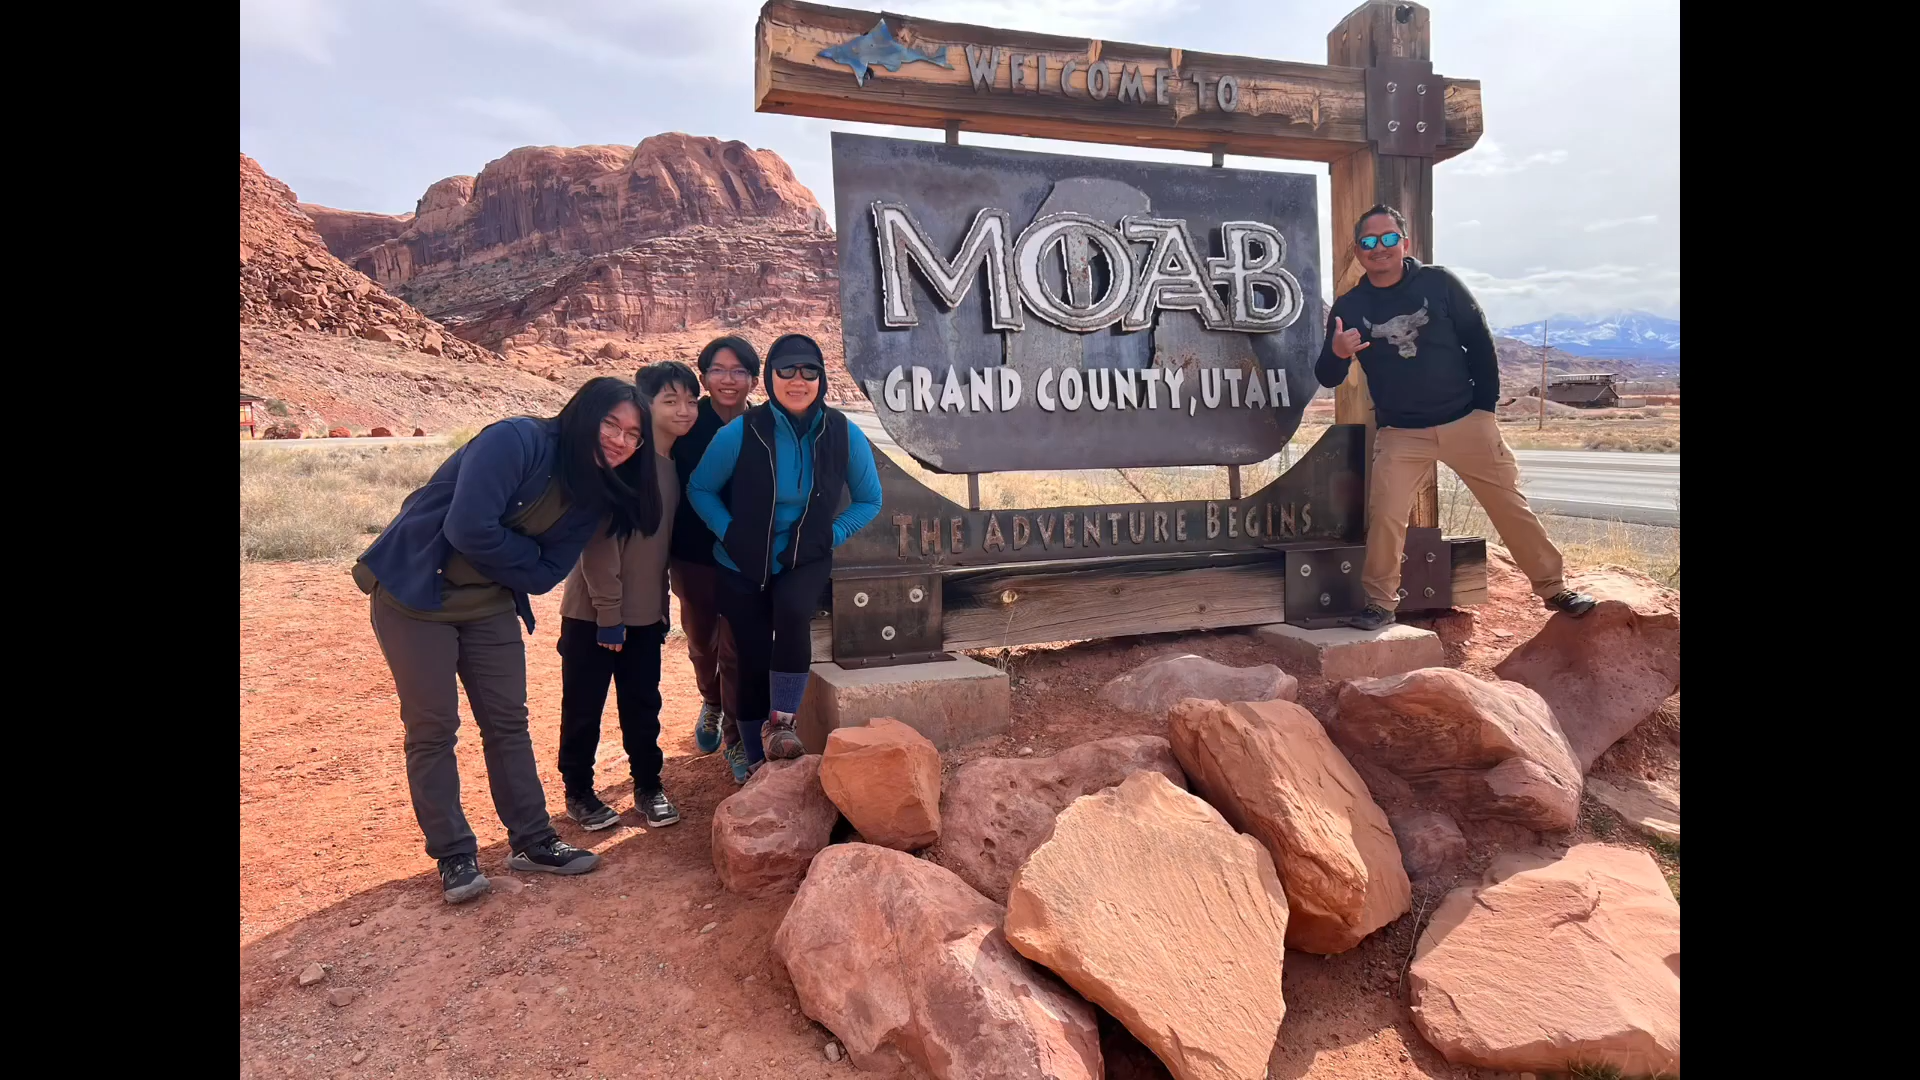 WELCOME TO
MOAB
GRAND COUNTY, UTAH
THE ADVENTURE BEGINS